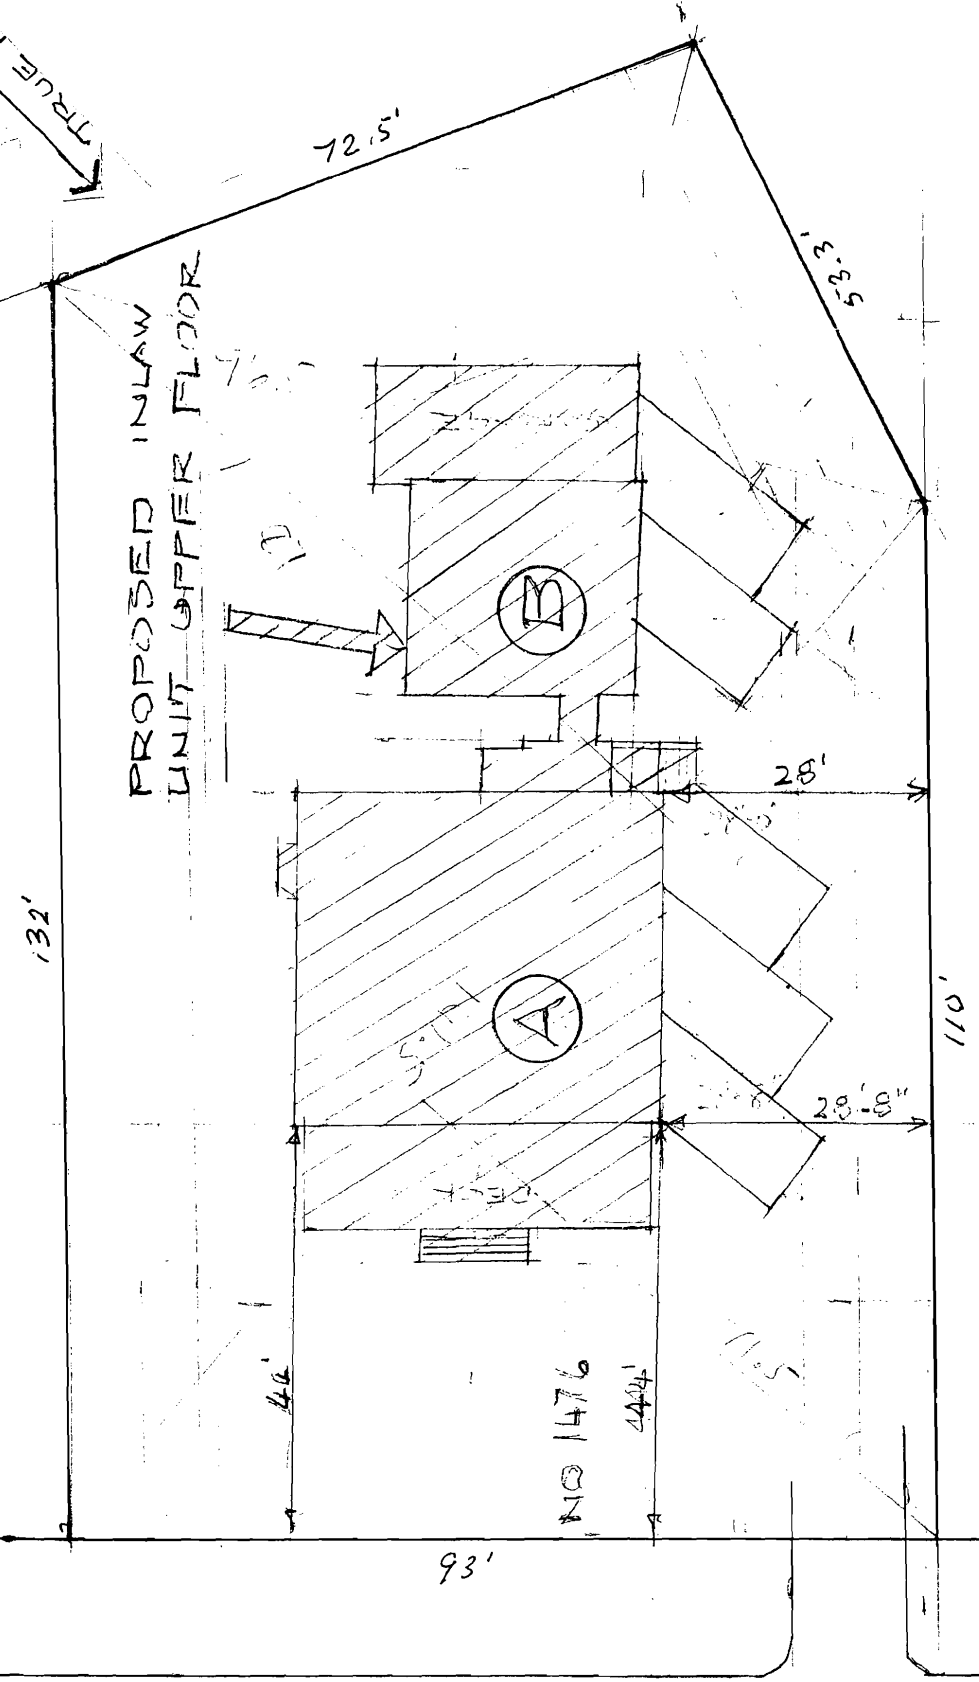 TRUE
72.5'
53.3'
PROPOSED INLAW
UNIT UPPER FLOOR
B
28'
132'
A
110'
28'-8"
DECK
44'
NO 1476
44'
93'